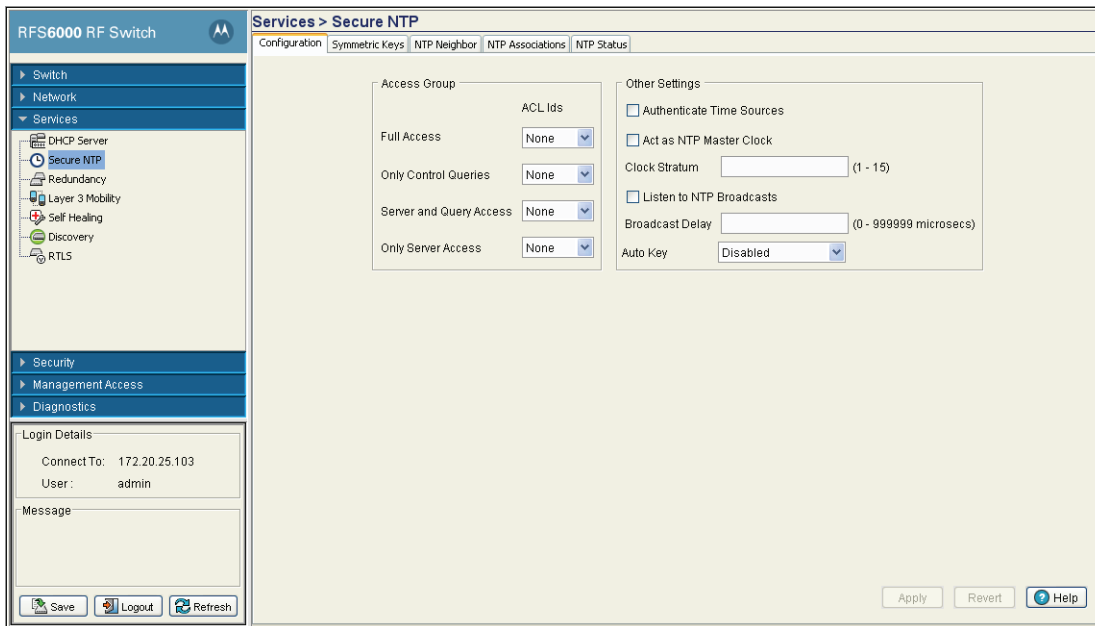 RFS6000 RF Switch
Switch
Network
Services
DHCP Server
Secure NTP
Redundancy
Layer 3 Mobility
Self Healing
Discovery
RTLS
Security
Management Access
Diagnostics
Login Details
Connect To: 172.20.25.103
User : admin
Message
Save Logout Refresh
Services > Secure NTP
Configuration Symmetric Keys NTP Neighbor NTP Associations NTP Status
Access Group
ACL Ids
Full Access None
Only Control Queries None
Server and Query Access None
Only Server Access None
Other Settings
Authenticate Time Sources
Act as NTP Master Clock
Clock Stratum (1 - 15)
Listen to NTP Broadcasts
Broadcast Delay (0 - 999999 microsecs)
Auto Key Disabled
Apply Revert ? Help